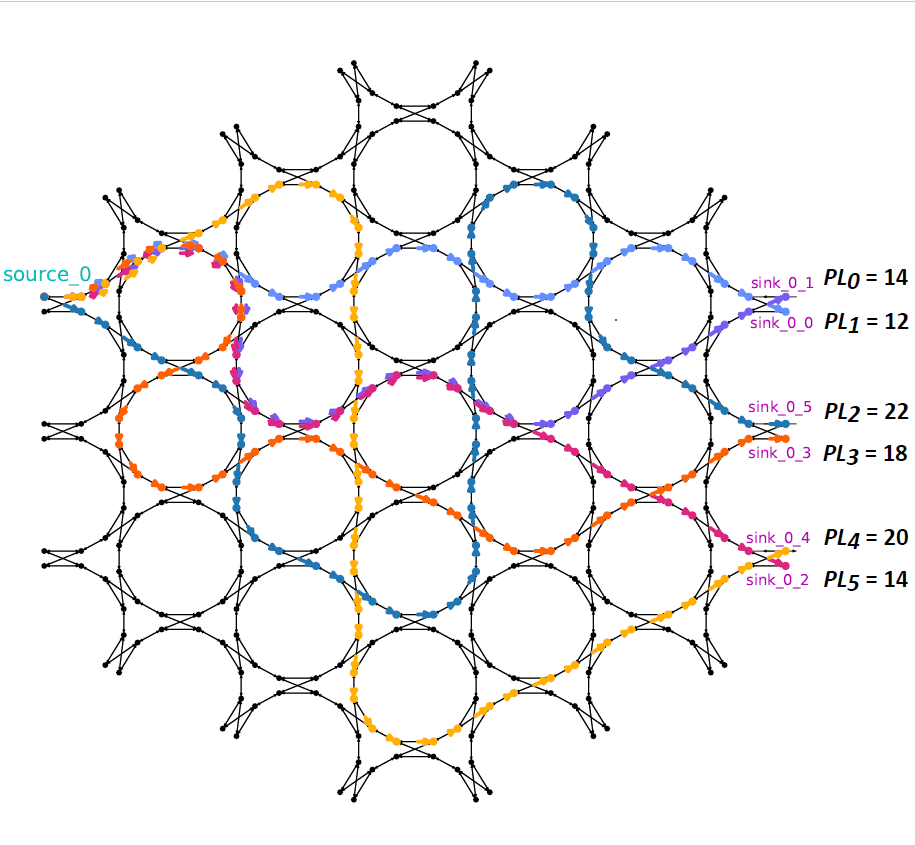 source_0
sink_0_1 PL0 = 14
sink_0_0 PL1 = 12
sink_0_5 PL2 = 22
sink_0_3 PL3 = 18
sink_0_4 PL4 = 20
sink_0_2 PL5 = 14